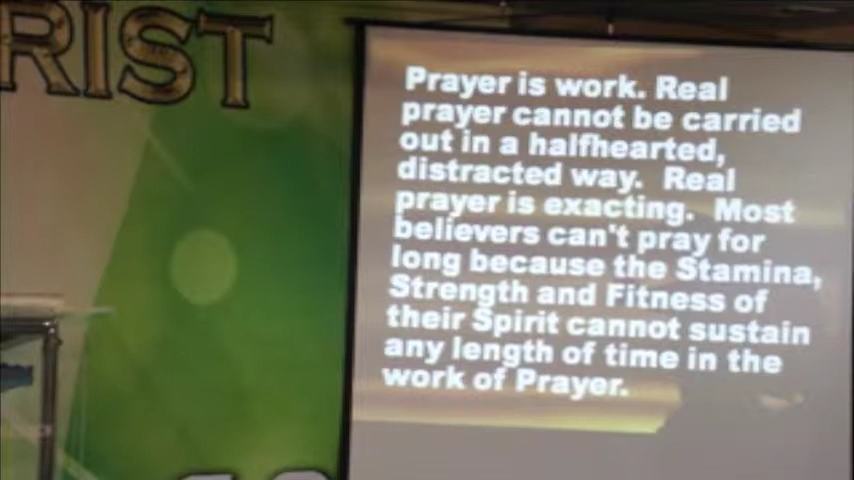 RIST
Prayer is work. Real
prayer cannot be carried
out in a halfhearted,
distracted way.  Real
prayer is exacting.  Most
believers can't pray for
long because the Stamina,
Strength and Fitness of
their Spirit cannot sustain
any length of time in the
work of Prayer.